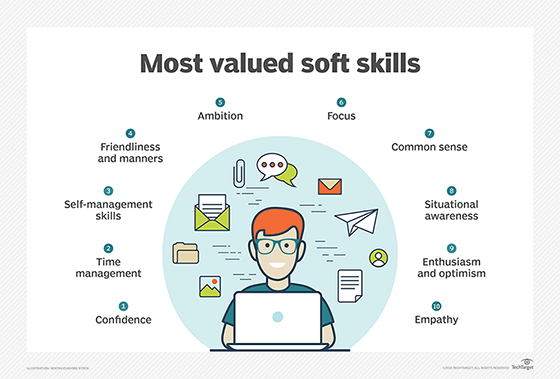 Most valued soft skills
1
Confidence
2
Time
management
3
Self-management
skills
4
Friendliness
and manners
5
Ambition
6
Focus
7
Common sense
8
Situational
awareness
9
Enthusiasm
and optimism
10
Empathy
TechTarget